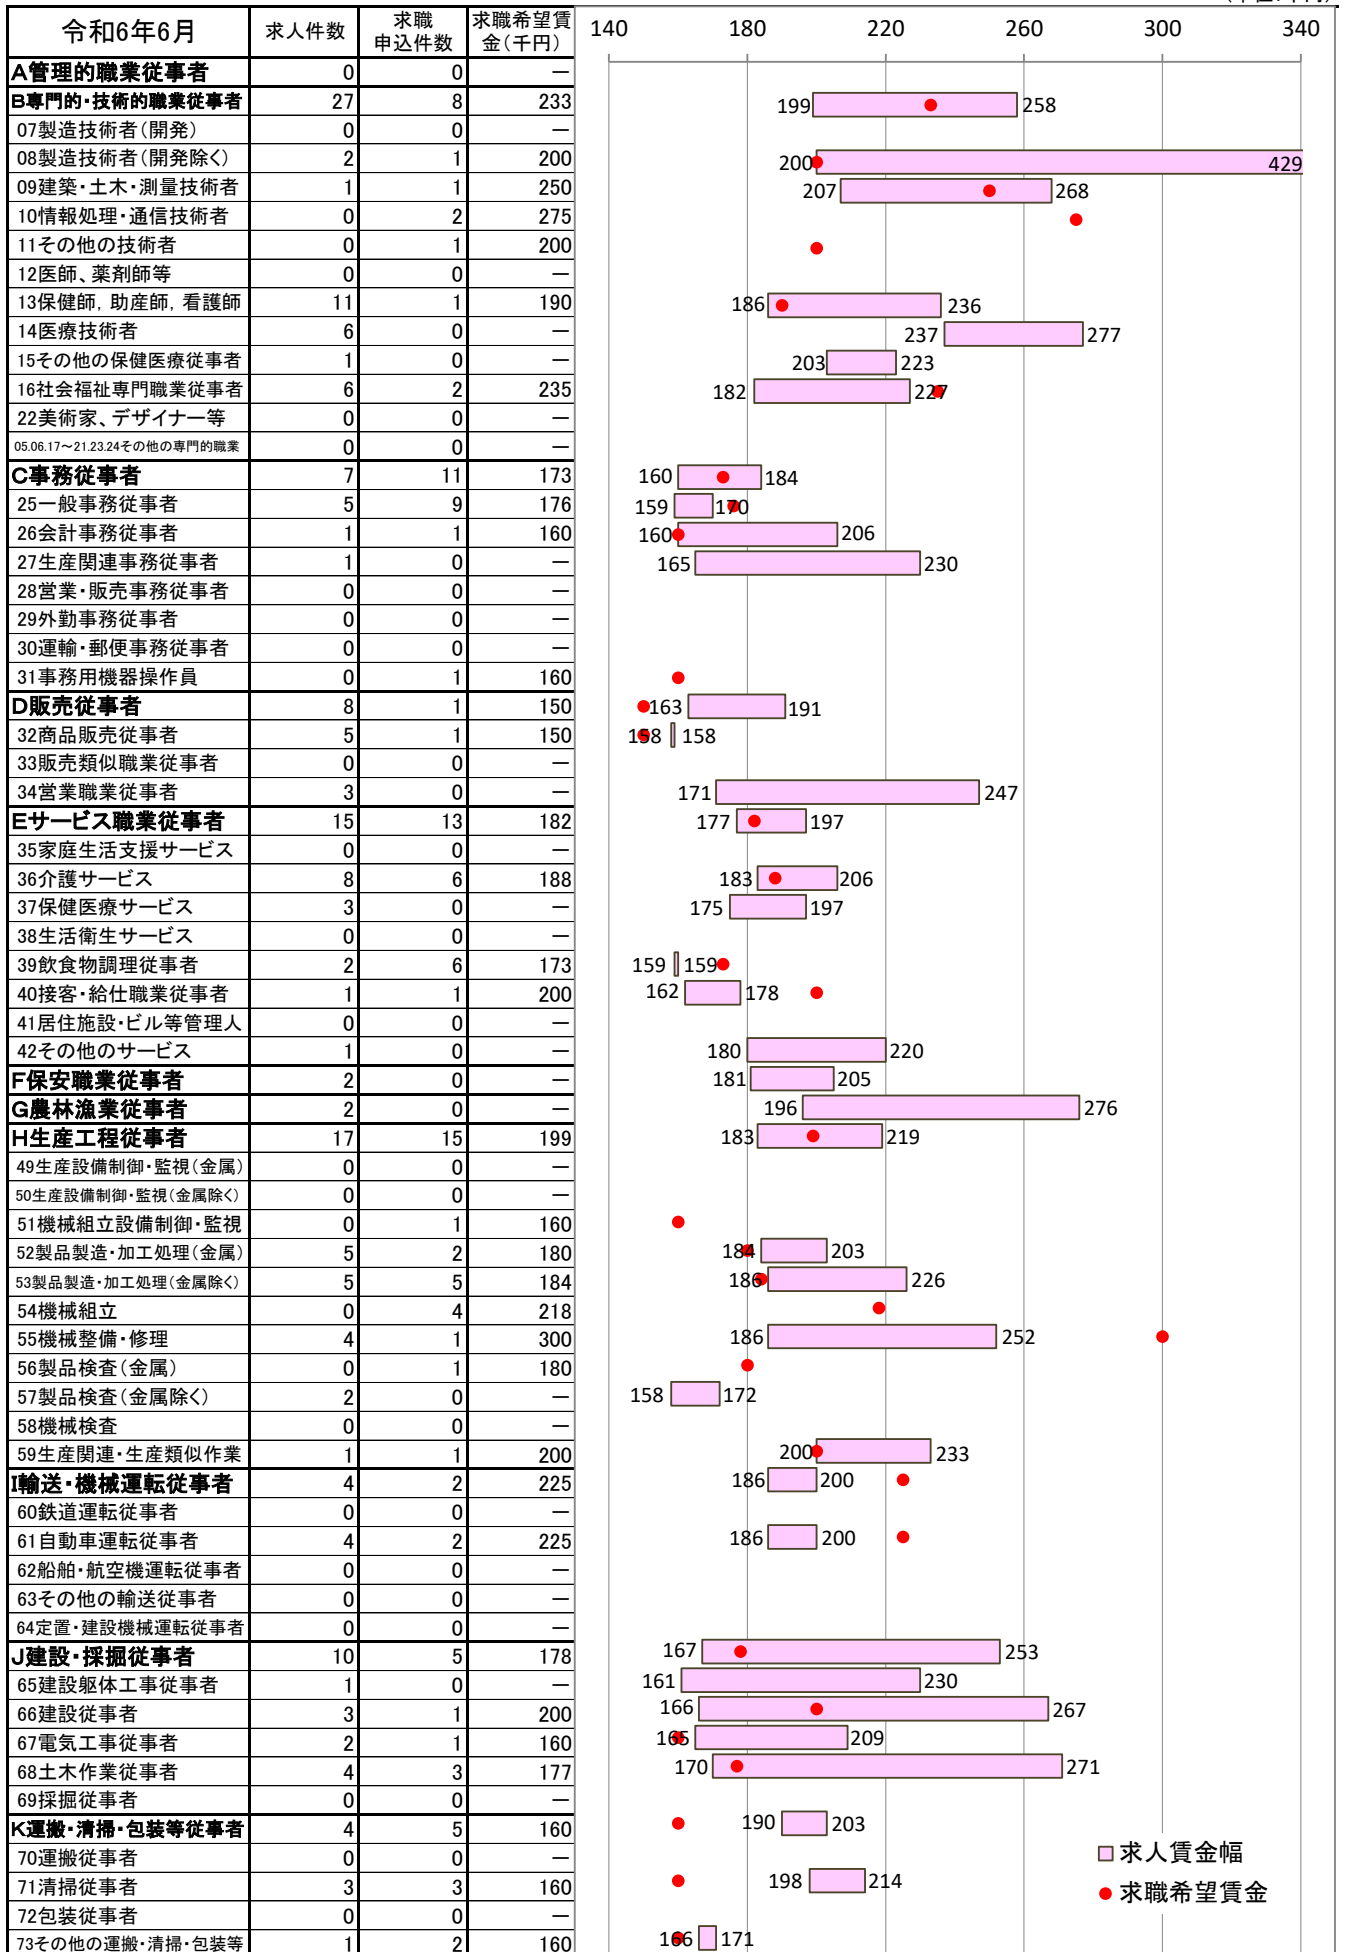 令和6年6月 求人件数 求職申込件数 求職希望賃金(千円) 140 180 220 260 300 340
A管理的職業従事者 0 0 ―
B専門的・技術的職業従事者 27 8 233 199 258
07製造技術者(開発) 0 0 ―
08製造技術者(開発除く) 2 1 200 200 429
09建築・土木・測量技術者 1 1 250 207 268
10情報処理・通信技術者 0 2 275
11その他の技術者 0 1 200
12医師、薬剤師等 0 0 ―
13保健師,助産師,看護師 11 1 190 186 236
14医療技術者 6 0 ― 237 277
15その他の保健医療従事者 1 0 ― 203 223
16社会福祉専門職業従事者 6 2 235 182 227
22美術家、デザイナー等 0 0 ―
05.06.17~21.23.24その他の専門的職業 0 0 ―
C事務従事者 7 11 173 160 184
25一般事務従事者 5 9 176 159 170
26会計事務従事者 1 1 160 160 206
27生産関連事務従事者 1 0 ― 165 230
28営業・販売事務従事者 0 0 ―
29外勤事務従事者 0 0 ―
30運輸・郵便事務従事者 0 0 ―
31事務用機器操作員 0 1 160
D販売従事者 8 1 150 163 191
32商品販売従事者 5 1 150 158 158
33販売類似職業従事者 0 0 ―
34営業職業従事者 3 0 ― 171 247
Eサービス職業従事者 15 13 182 177 197
35家庭生活支援サービス 0 0 ―
36介護サービス 8 6 188 183 206
37保健医療サービス 3 0 ― 175 197
38生活衛生サービス 0 0 ―
39飲食物調理従事者 2 6 173 159 159
40接客・給仕職業従事者 1 1 200 162 178
41居住施設・ビル等管理人 0 0 ―
42その他のサービス 1 0 ― 180 220
F保安職業従事者 2 0 ― 181 205
G農林漁業従事者 2 0 ― 196 276
H生産工程従事者 17 15 199 183 219
49生産設備制御・監視(金属) 0 0 ―
50生産設備制御・監視(金属除く) 0 0 ―
51機械組立設備制御・監視 0 1 160
52製品製造・加工処理(金属) 5 2 180 184 203
53製品製造・加工処理(金属除く) 5 5 184 186 226
54機械組立 0 4 218
55機械整備・修理 4 1 300 186 252
56製品検査(金属) 0 1 180
57製品検査(金属除く) 2 0 ― 158 172
58機械検査 0 0 ―
59生産関連・生産類似作業 1 1 200 200 233
I輸送・機械運転従事者 4 2 225 186 200
60鉄道運転従事者 0 0 ―
61自動車運転従事者 4 2 225 186 200
62船舶・航空機運転従事者 0 0 ―
63その他の輸送従事者 0 0 ―
64定置・建設機械運転従事者 0 0 ―
J建設・採掘従事者 10 5 178 167 253
65建設躯体工事従事者 1 0 ― 161 230
66建設従事者 3 1 200 166 267
67電気工事従事者 2 1 160 165 209
68土木作業従事者 4 3 177 170 271
69採掘従事者 0 0 ―
K運搬・清掃・包装等従事者 4 5 160 190 203
70運搬従事者 0 0 ― 求人賃金幅
71清掃従事者 3 3 160 198 214 求職希望賃金
72包装従事者 0 0 ―
73その他の運搬・清掃・包装等 1 2 160 166 171